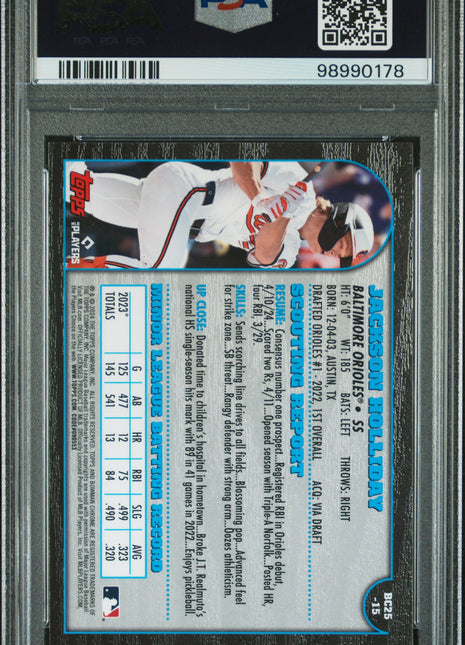 PSA
PSA
98990178
BC25
-15
JACKSON HOLLIDAY
BALTIMORE ORIOLES® • SS
HT: 6'0" WT: 185 BATS: LEFT THROWS: RIGHT
BORN: 12-04-03, AUSTIN, TX
DRAFTED ORIOLES #1, 2022, 1ST OVERALL ACQ: VIA DRAFT
SCOUTING REPORT
RESUME: Consensus number one prospect...Registered RBI in Orioles debut,
4/10/24...Scored two Rs, 4/11...Opened season with Triple-A Norfolk...Posted HR,
four RBI, 3/29.
SKILLS: Sends scorching line drives to all fields...Blossoming pop...Advanced feel
for strike zone...SB threat...Rangy defender with strong arm...Oozes athleticism.
UP CLOSE: Donated time to children's hospital in hometown...Broke J.T. Realmuto's
national HS single-season hits mark with 89 in 41 games in 2022...Enjoys pickleball.
MINOR LEAGUE BATTING RECORD
G AB HR RBI SLG AVG
2023* 125 477 12 75 .499 .323
TOTALS 145 541 13 84 .490 .320
topps
MLB PLAYERS